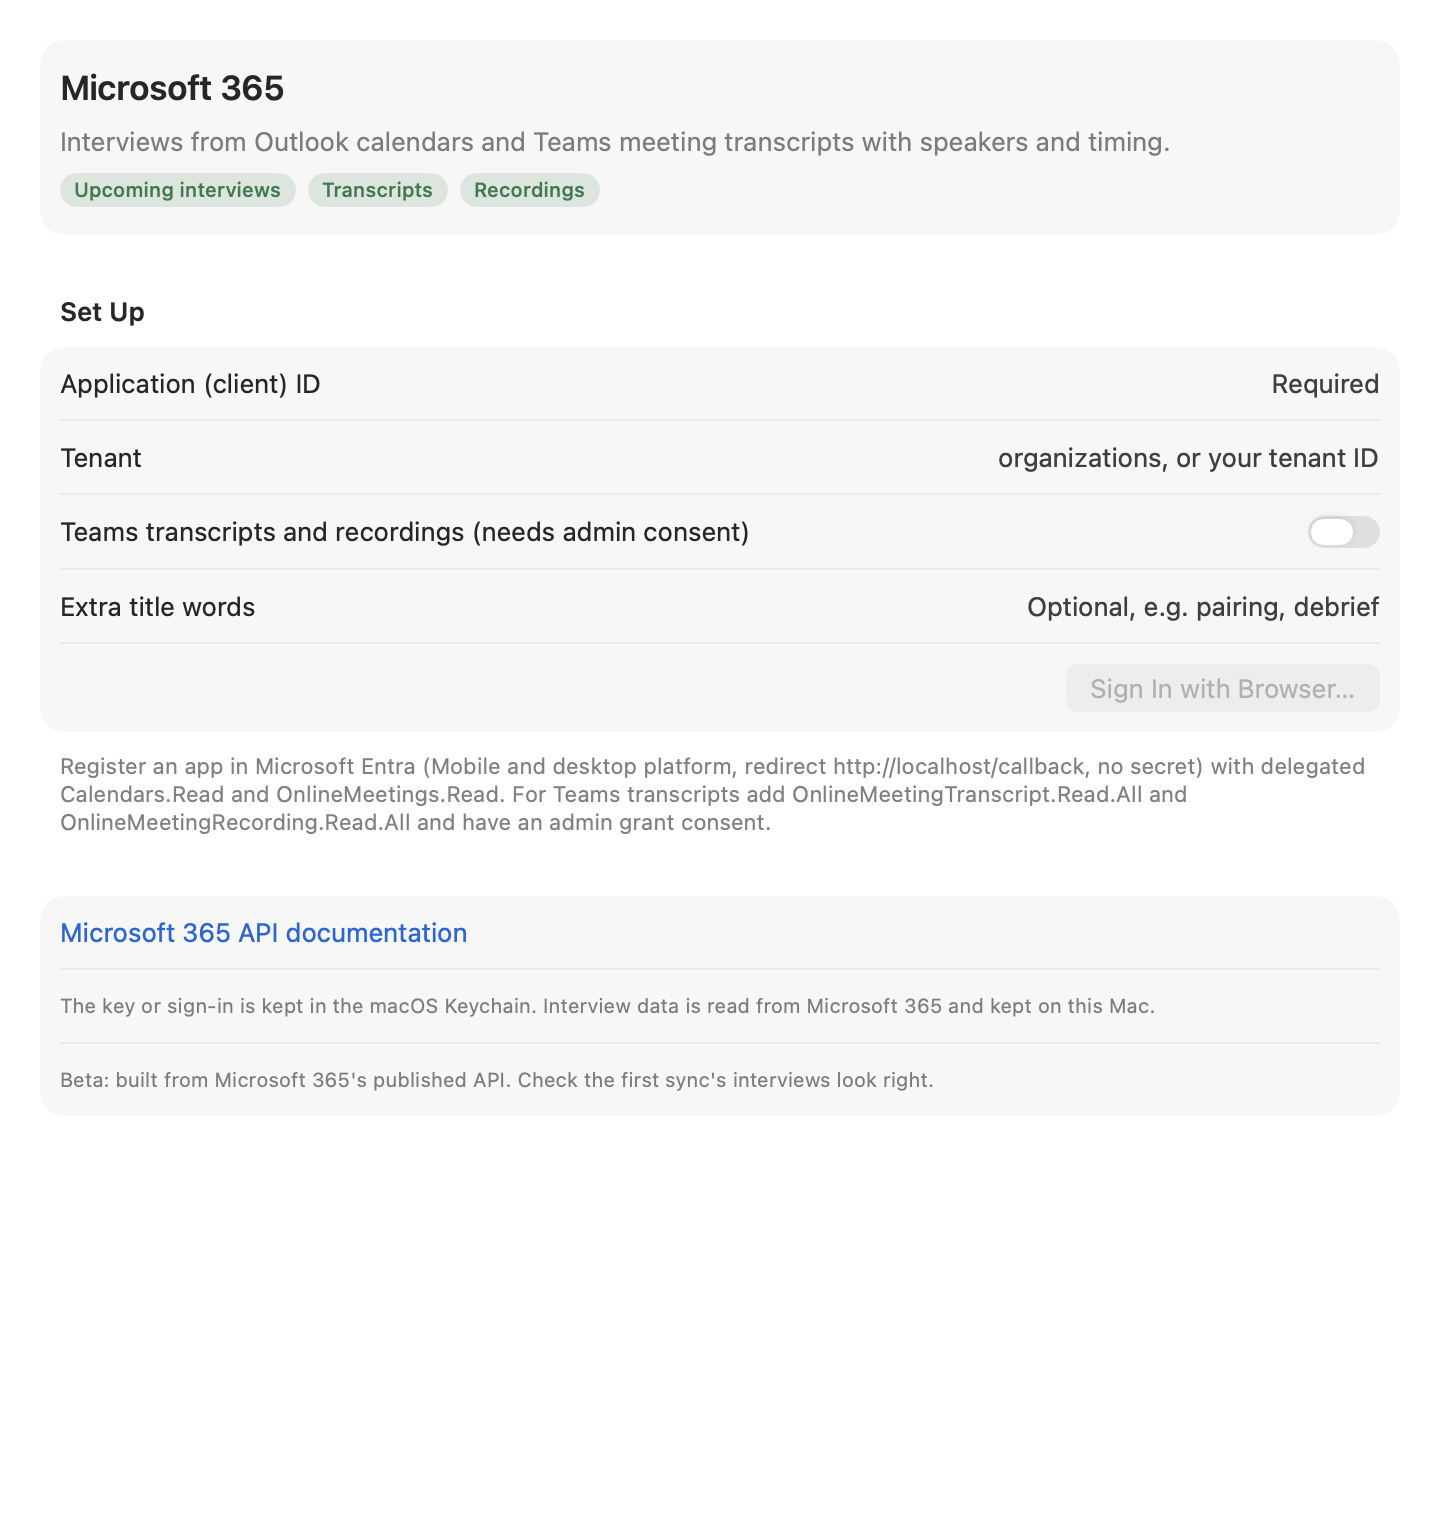 Microsoft 365
Interviews from Outlook calendars and Teams meeting transcripts with speakers and timing.
Upcoming interviews Transcripts Recordings
Set Up
Application (client) ID Required
Tenant organizations, or your tenant ID
Teams transcripts and recordings (needs admin consent)
Extra title words Optional, e.g. pairing, debrief
Sign In with Browser...
Register an app in Microsoft Entra (Mobile and desktop platform, redirect http://localhost/callback, no secret) with delegated
Calendars.Read and OnlineMeetings.Read. For Teams transcripts add OnlineMeetingTranscript.Read.All and
OnlineMeetingRecording.Read.All and have an admin grant consent.
Microsoft 365 API documentation
The key or sign-in is kept in the macOS Keychain. Interview data is read from Microsoft 365 and kept on this Mac.
Beta: built from Microsoft 365's published API. Check the first sync's interviews look right.